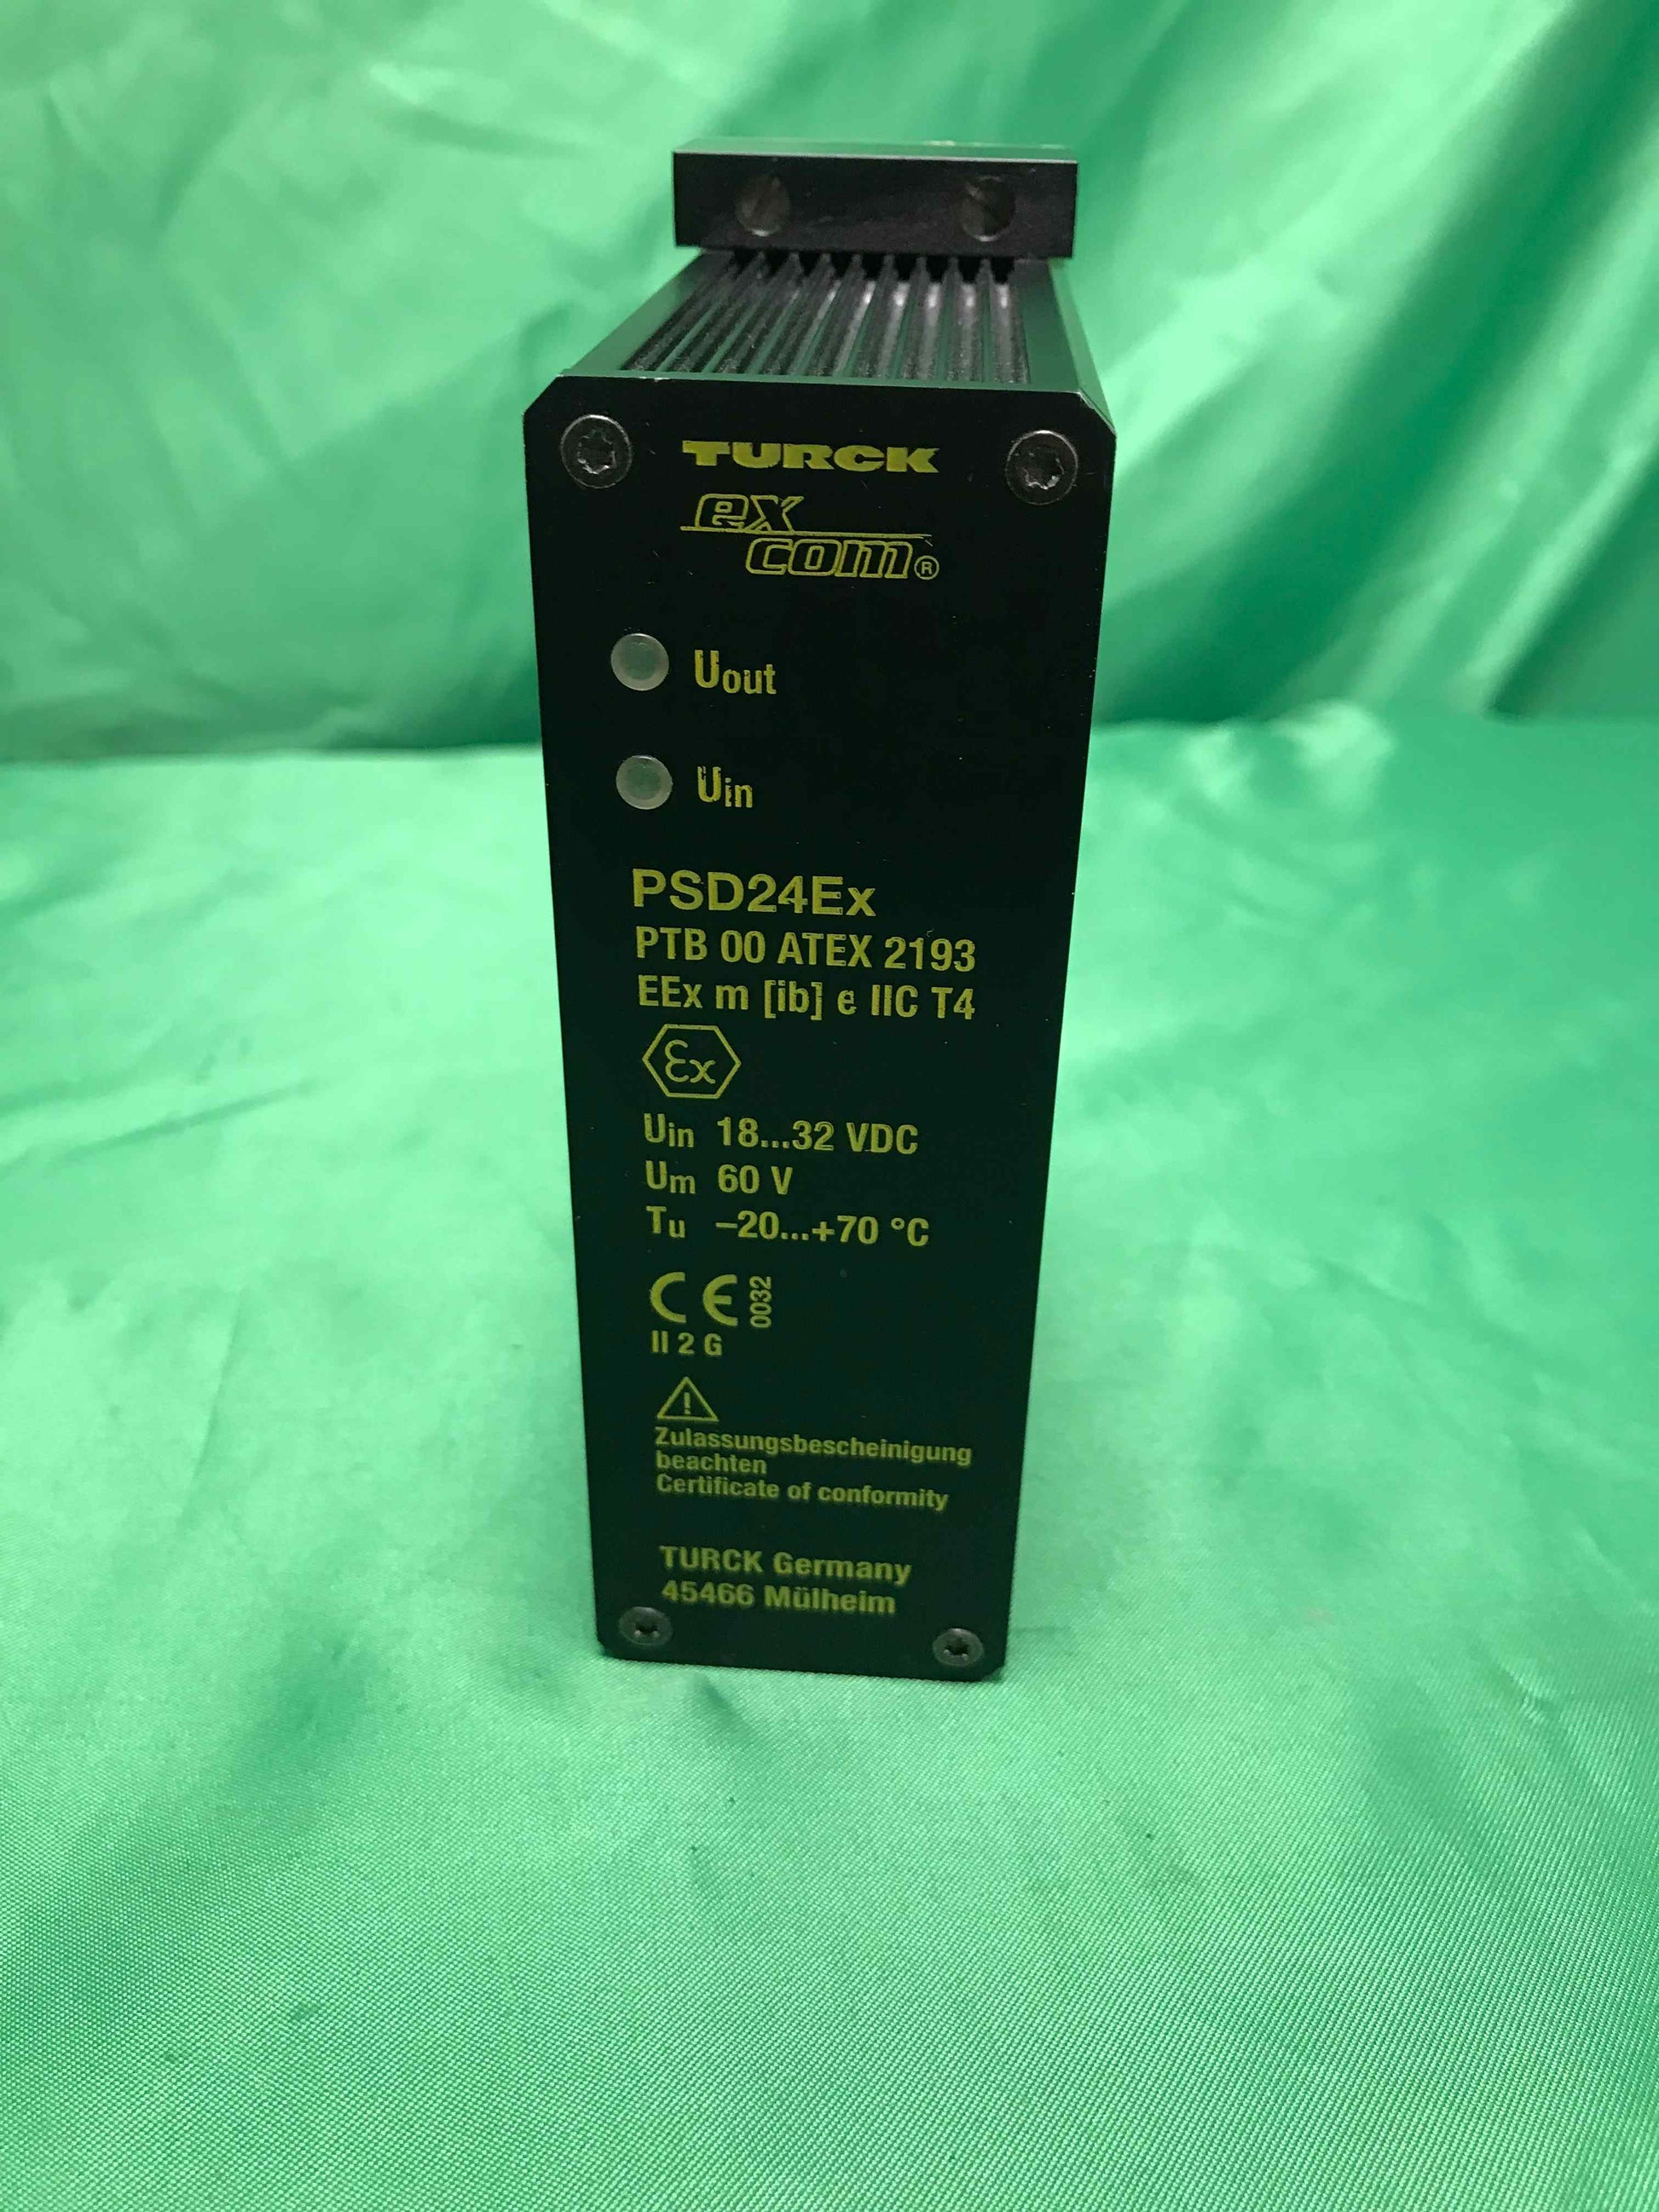 TURCK
ex
com®
Uout
Uin
PSD24Ex
PTB 00 ATEX 2193
EEx m [ib] e IIC T4
Ex
Uin 18...32 VDC
Um 60 V
Tu –20...+70 °C
CE 0032
II 2 G
!
Zulassungsbescheinigung
beachten
Certificate of conformity
TURCK Germany
45466 Mülheim